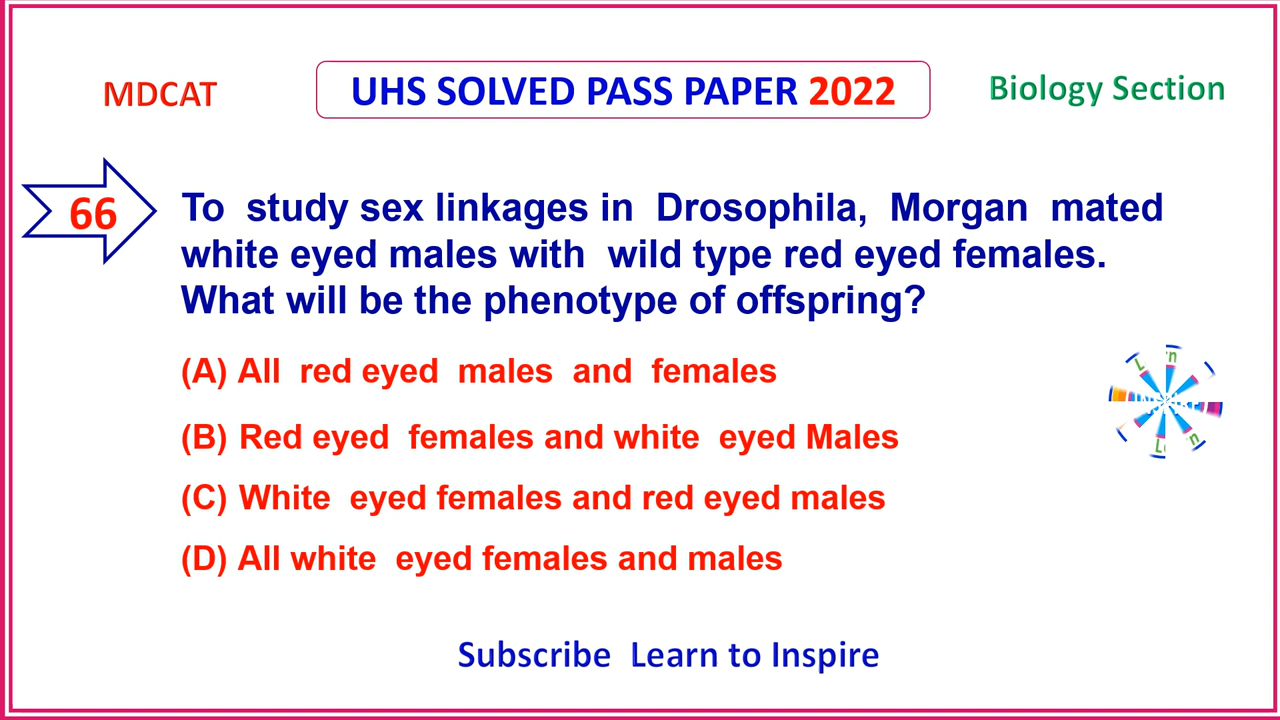 MDCAT
UHS SOLVED PASS PAPER 2022
Biology Section
66
To study sex linkages in Drosophila, Morgan mated
white eyed males with wild type red eyed females.
What will be the phenotype of offspring?
(A) All red eyed males and females
(B) Red eyed females and white eyed Males
(C) White eyed females and red eyed males
(D) All white eyed females and males
Subscribe Learn to Inspire